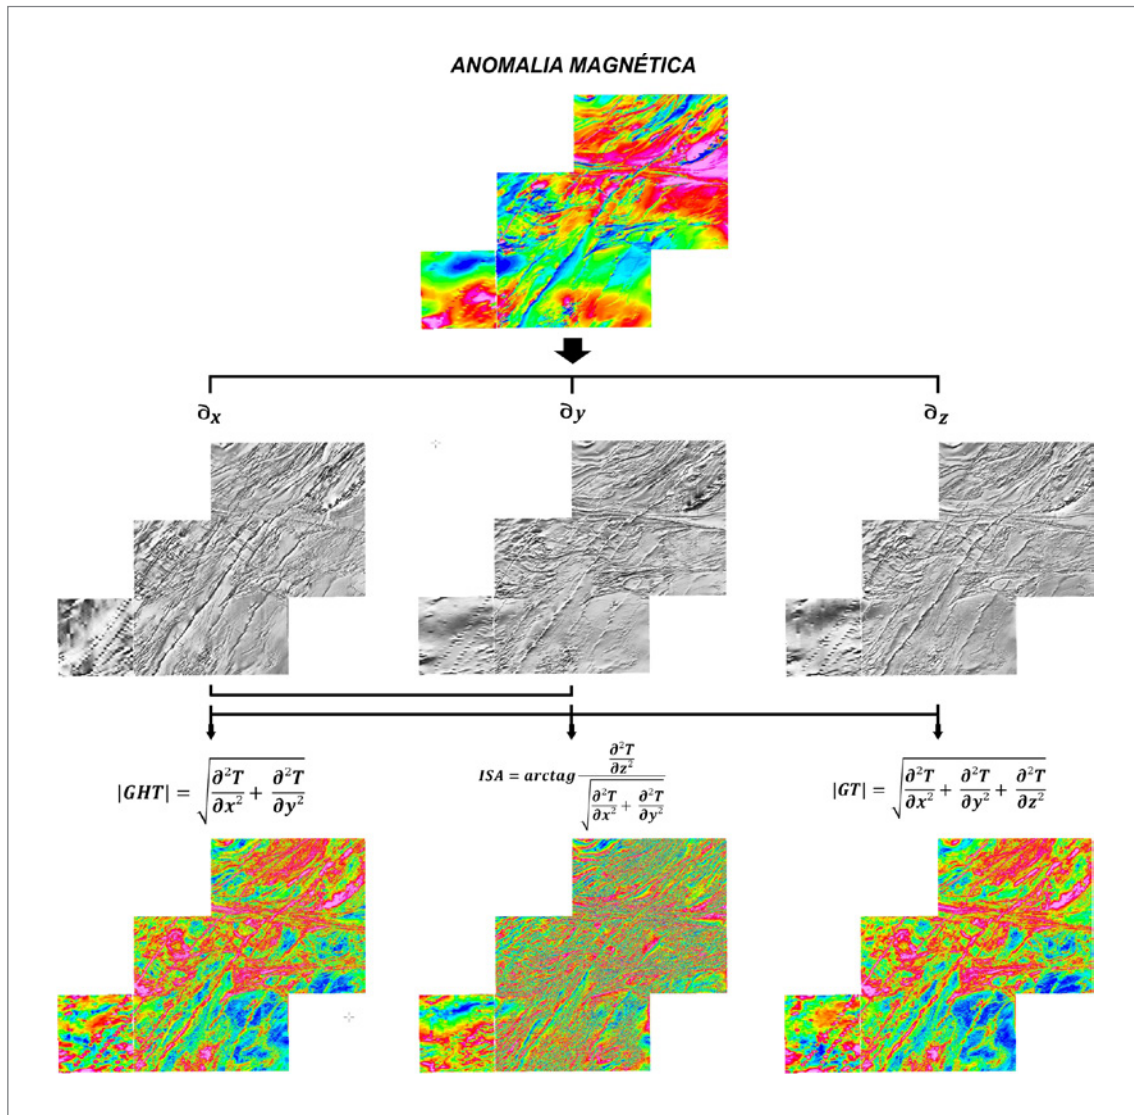 ANOMALIA MAGNÉTICA
∂x ∂y ∂z
|GHT| = √(∂²T/∂x² + ∂²T/∂y²)
ISA = arctag (∂²T/∂z²)/√(∂²T/∂x² + ∂²T/∂y²)
|GT| = √(∂²T/∂x² + ∂²T/∂y² + ∂²T/∂z²)